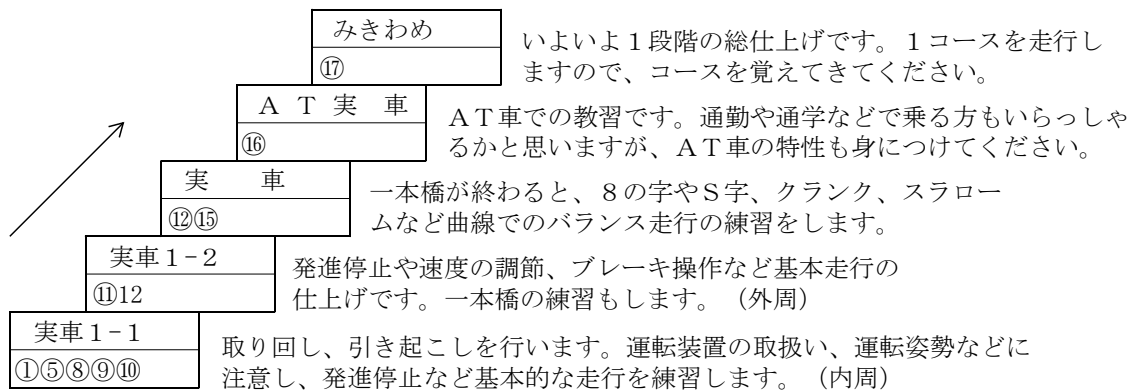 みきわめ
⑰
いよいよ１段階の総仕上げです。１コースを走行し
ますので、コースを覚えてきてください。
ＡＴ実車
⑯
ＡＴ車での教習です。通勤や通学などで乗る方もいらっしゃ
るかと思いますが、ＡＴ車の特性も身につけてください。
実車
⑫⑮
一本橋が終わると、８の字やＳ字、クランク、スラロー
ムなど曲線でのバランス走行の練習をします。
実車１−２
⑪12
発進停止や速度の調節、ブレーキ操作など基本走行の
仕上げです。一本橋の練習もします。（外周）
実車１−１
①⑤⑧⑨⑩
取り回し、引き起こしを行います。運転装置の取扱い、運転姿勢などに
注意し、発進停止など基本的な走行を練習します。（内周）